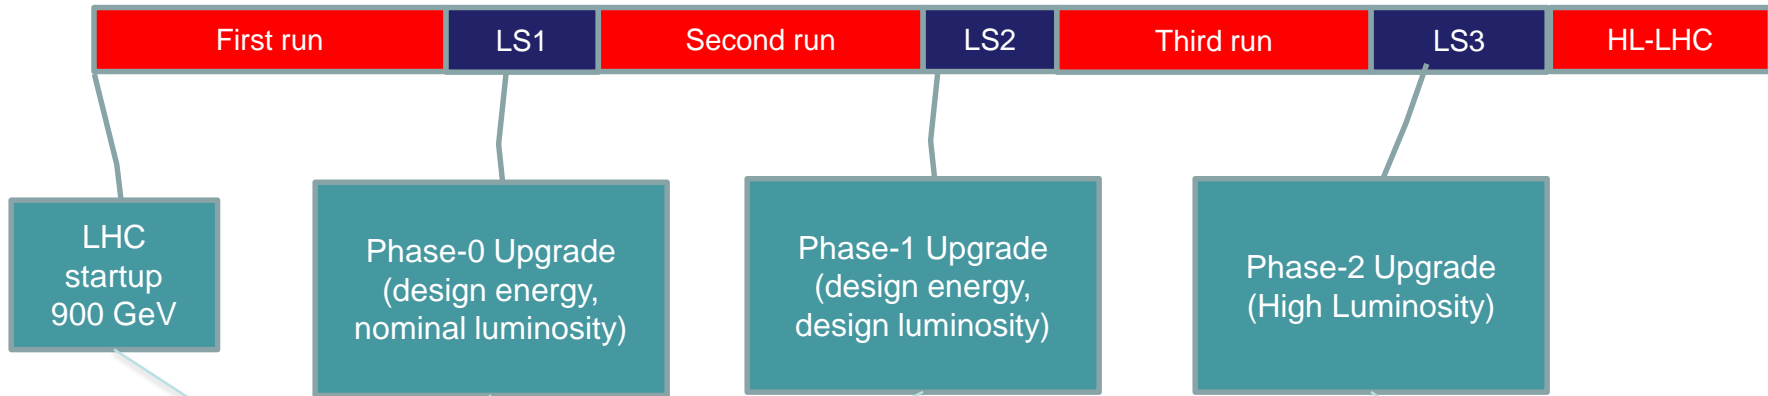 First run LS1 Second run LS2 Third run LS3 HL-LHC
LHC
startup
900 GeV
Phase-0 Upgrade
(design energy,
nominal luminosity)
Phase-1 Upgrade
(design energy,
design luminosity)
Phase-2 Upgrade
(High Luminosity)